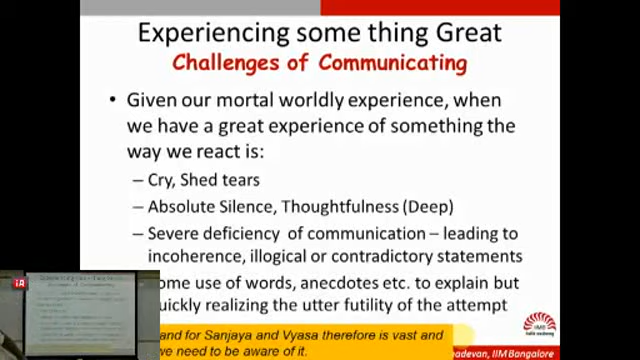 Experiencing some thing Great
Challenges of Communicating
• Given our mortal worldly experience, when
we have a great experience of something the
way we react is:
– Cry, Shed tears
– Absolute Silence, Thoughtfulness (Deep)
– Severe deficiency of communication – leading to
incoherence, illogical or contradictory statements
ome use of words, anecdotes etc. to explain but
uickly realizing the utter futility of the attempt
and for Sanjaya and Vyasa therefore is vast and
we need to be aware of it.
adevan, IIM Bangalore
IIMB